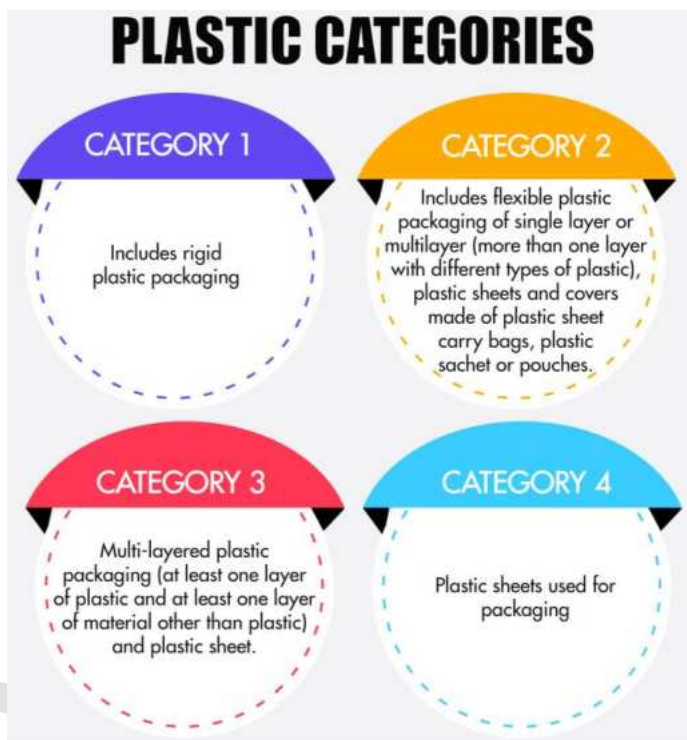 PLASTIC CATEGORIES
CATEGORY 1
Includes rigid
plastic packaging
CATEGORY 2
Includes flexible plastic
packaging of single layer or
multilayer (more than one layer
with different types of plastic),
plastic sheets and covers
made of plastic sheet
carry bags, plastic
sachet or pouches.
CATEGORY 3
Multi-layered plastic
packaging (at least one layer
of plastic and at least one layer
of material other than plastic)
and plastic sheet.
CATEGORY 4
Plastic sheets used for
packaging